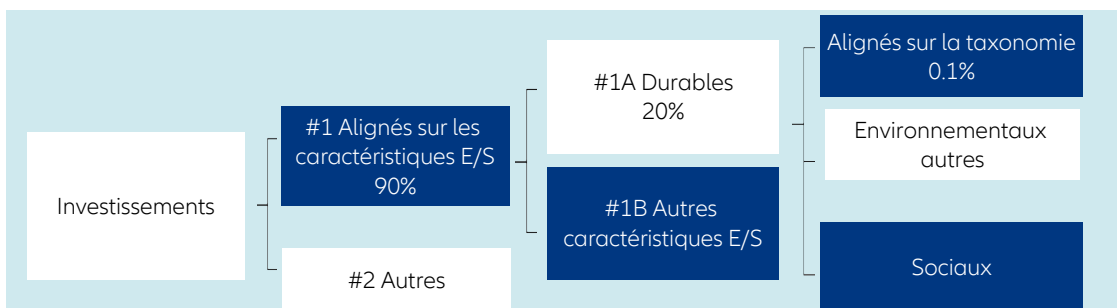 Investissements
#1 Alignés sur les
caractéristiques E/S
90%
#2 Autres
#1A Durables
20%
#1B Autres
caractéristiques E/S
Alignés sur la taxonomie
0.1%
Environnementaux
autres
Sociaux